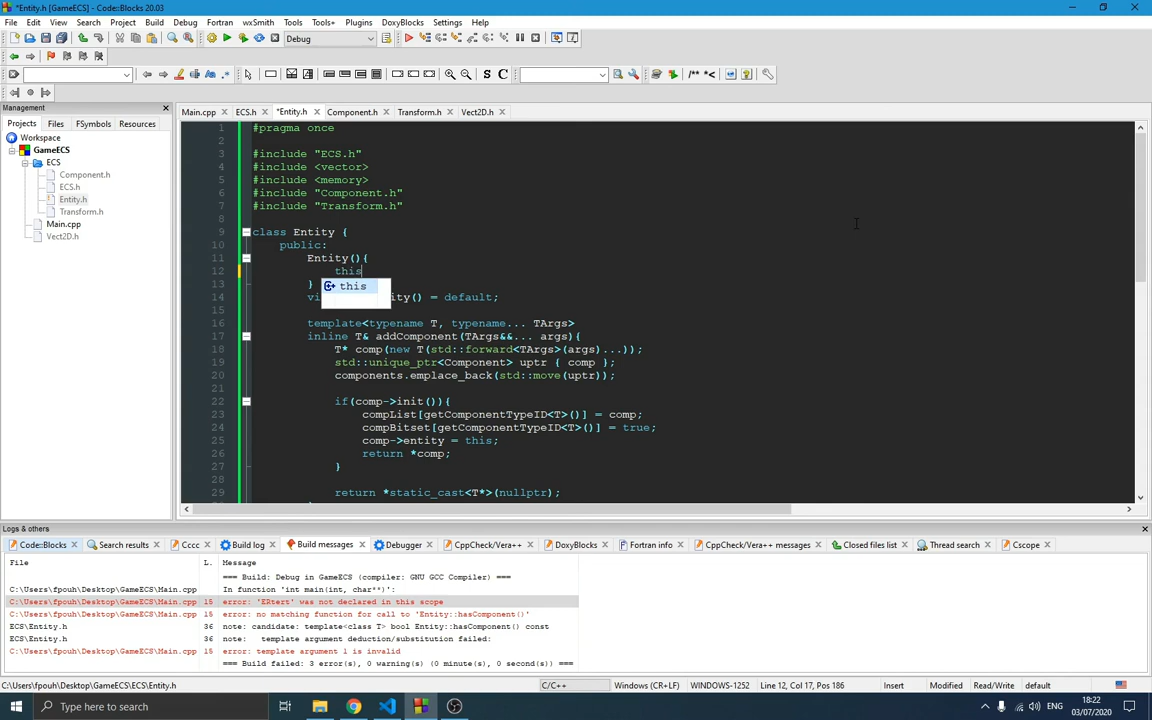 *Entity.h [GameECS] - Code::Blocks 20.03
File Edit View Search Project Build Debug Fortran wxSmith Tools Tools+ Plugins DoxyBlocks Settings Help
Debug
S C
/** *<
Management
Projects Files FSymbols Resources
Workspace
GameECS
ECS
Component.h
ECS.h
Entity.h
Transform.h
Main.cpp
Vect2D.h
Main.cpp ECS.h *Entity.h Component.h Transform.h Vect2D.h
1 #pragma once
2
3 #include "ECS.h"
4 #include <vector>
5 #include <memory>
6 #include "Component.h"
7 #include "Transform.h"
8
9 class Entity {
10 public:
11 Entity(){
12 this
this
13 }
14 vi ity() = default;
15
16 template<typename T, typename... TArgs>
17 inline T& addComponent(TArgs&&... args){
18 T* comp(new T(std::forward<TArgs>(args)...));
19 std::unique_ptr<Component> uptr { comp };
20 components.emplace_back(std::move(uptr));
21
22 if(comp->init()){
23 compList[getComponentTypeID<T>()] = comp;
24 compBitset[getComponentTypeID<T>()] = true;
25 comp->entity = this;
26 return *comp;
27 }
28
29 return *static_cast<T*>(nullptr);
Logs & others
Code::Blocks Search results Cccc Build log Build messages Debugger CppCheck/Vera++ DoxyBlocks Fortran info CppCheck/Vera++ messages Closed files list Thread search Cscope
File L. Message
=== Build: Debug in GameECS (compiler: GNU GCC Compiler) ===
C:\Users\fpouh\Desktop\GameECS\Main.cpp In function 'int main(int, char**)':
C:\Users\fpouh\Desktop\GameECS\Main.cpp 15 error: 'ERtert' was not declared in this scope
C:\Users\fpouh\Desktop\GameECS\Main.cpp 15 error: no matching function for call to 'Entity::hasComponent()'
ECS\Entity.h 36 note: candidate: template<class T> bool Entity::hasComponent() const
ECS\Entity.h 36 note: template argument deduction/substitution failed:
C:\Users\fpouh\Desktop\GameECS\Main.cpp 15 error: template argument 1 is invalid
=== Build failed: 3 error(s), 0 warning(s) (0 minute(s), 0 second(s)) ===
C:\Users\fpouh\Desktop\GameECS\ECS\Entity.h C/C++ Windows (CR+LF) WINDOWS-1252 Line 12, Col 17, Pos 186 Insert Modified Read/Write default
Type here to search
ENG
18:22
03/07/2020